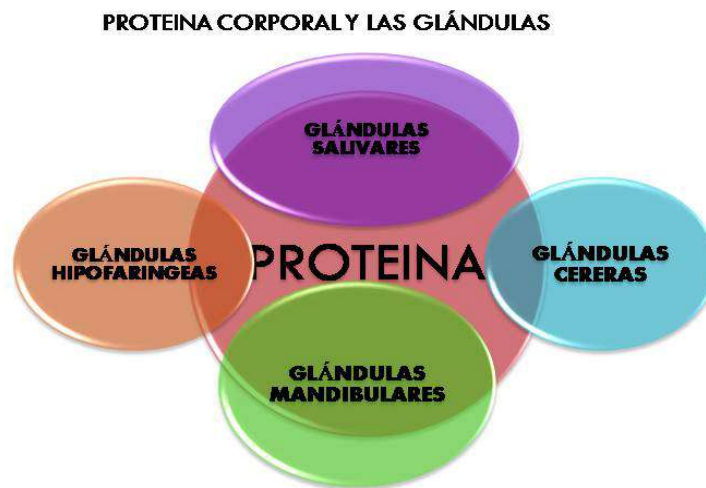 PROTEINA CORPORAL Y LAS GLÁNDULAS
GLÁNDULAS
SALIVARES
GLÁNDULAS
HIPOFARINGEAS
PROTEINA
GLÁNDULAS
CERERAS
GLÁNDULAS
MANDIBULARES